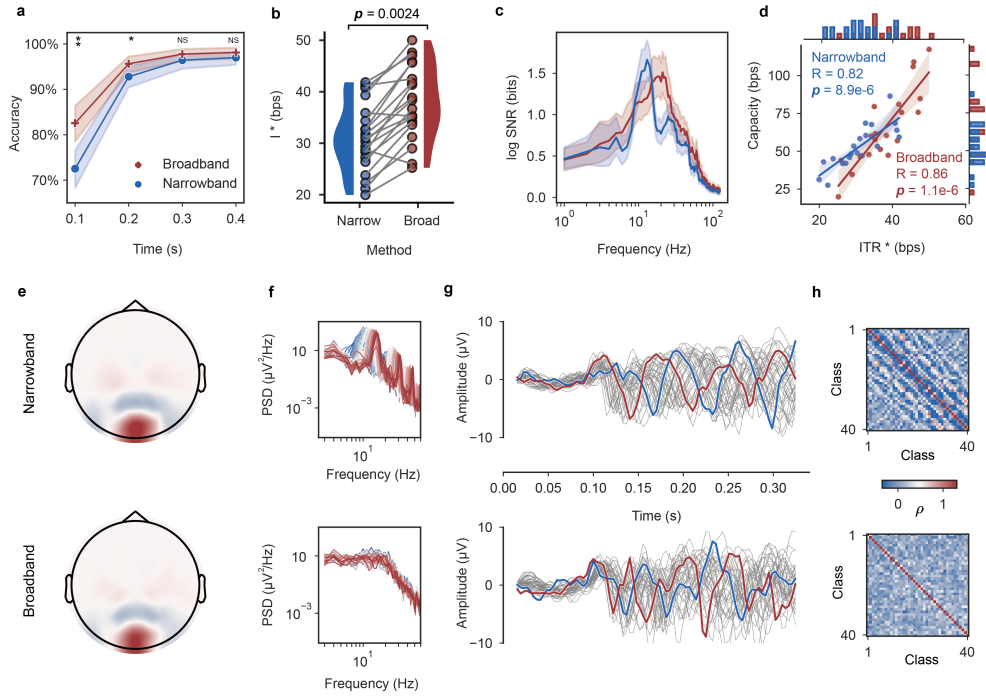 a
100%
90%
80%
70%
Accuracy
**
*
NS
NS
Broadband
Narrowband
0.1
0.2
0.3
0.4
Time (s)
b
p = 0.0024
50
40
30
20
I * (bps)
Narrow
Broad
Method
c
1.5
1.0
0.5
0.0
log SNR (bits)
10⁰
10¹
10²
Frequency (Hz)
d
Narrowband
R = 0.82
p = 8.9e-6
100
75
50
25
Capacity (bps)
Broadband
R = 0.86
p = 1.1e-6
20
40
60
ITR * (bps)
e
Narrowband
Broadband
f
10
10⁻³
PSD (µV²/Hz)
10¹
Frequency (Hz)
10
10⁻³
PSD (µV²/Hz)
10¹
Frequency (Hz)
g
10
0
−10
Amplitude (µV)
0.00
0.05
0.10
0.15
0.20
0.25
0.30
Time (s)
10
0
−10
Amplitude (µV)
h
1
40
Class
1
40
Class
0
1
ρ
1
40
Class
1
40
Class